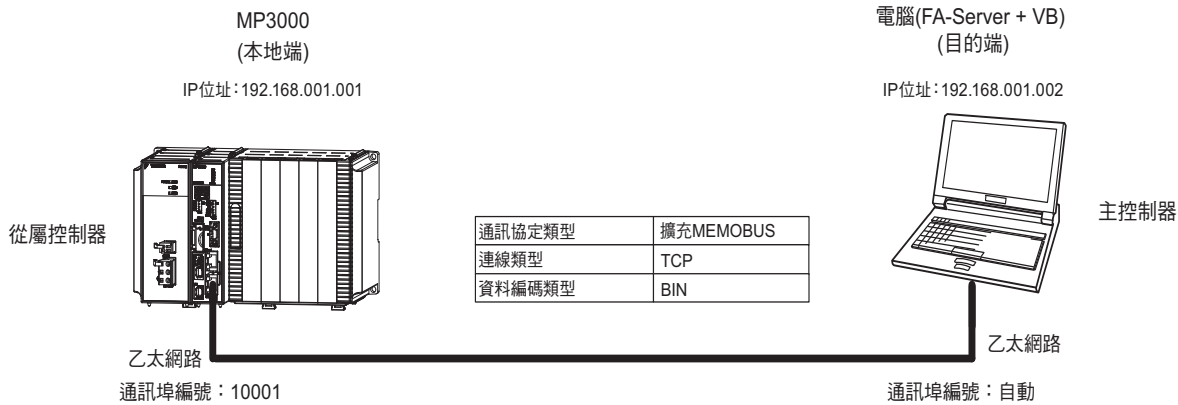 MP3000
(本地端)
IP位址：192.168.001.001
電腦(FA-Server + VB)
(目的端)
IP位址：192.168.001.002
從屬控制器
主控制器
通訊協定類型 擴充MEMOBUS
連線類型 TCP
資料編碼類型 BIN
乙太網路
通訊埠編號：10001
乙太網路
通訊埠編號：自動